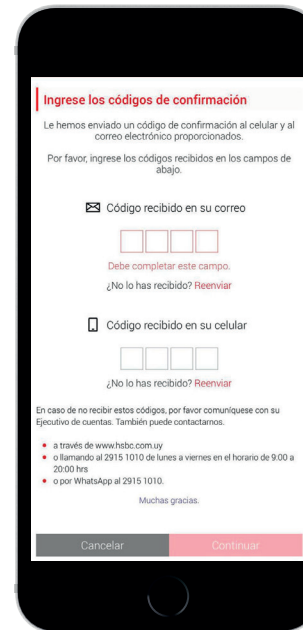 Ingrese los códigos de confirmación
Le hemos enviado un código de confirmación al celular y al
correo electrónico proporcionados.
Por favor, ingrese los códigos recibidos en los campos de
abajo.
Código recibido en su correo
Debe completar este campo.
¿No lo has recibido? Reenviar
Código recibido en su celular
¿No lo has recibido? Reenviar
En caso de no recibir estos códigos, por favor comuníquese con su
Ejecutivo de cuentas. También puede contactarnos.
a través de www.hsbc.com.uy
o llamando al 2915 1010 de lunes a viernes en el horario de 9:00 a
20:00 hrs
o por WhatsApp al 2915 1010.
Muchas gracias.
Cancelar Continuar